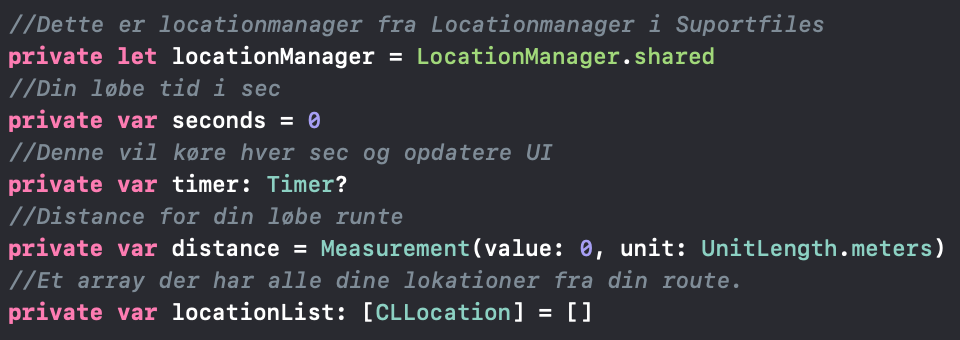 //Dette er locationmanager fra Locationmanager i Suportfiles
private let locationManager = LocationManager.shared
//Din løbe tid i sec
private var seconds = 0
//Denne vil køre hver sec og opdatere UI
private var timer: Timer?
//Distance for din løbe runte
private var distance = Measurement(value: 0, unit: UnitLength.meters)
//Et array der har alle dine lokationer fra din route.
private var locationList: [CLLocation] = []